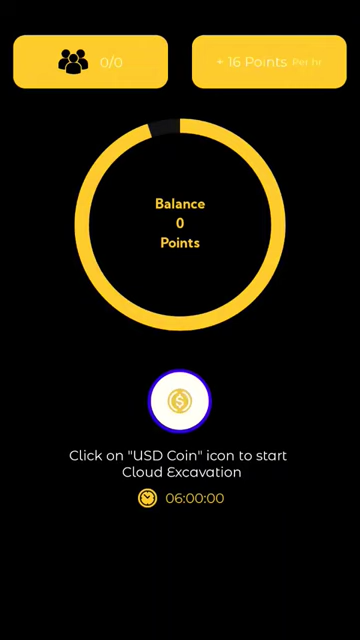 0/0
+ 16 Points Per hr
Balance
0
Points
Click on "USD Coin" icon to start
Cloud Excavation
06:00:00